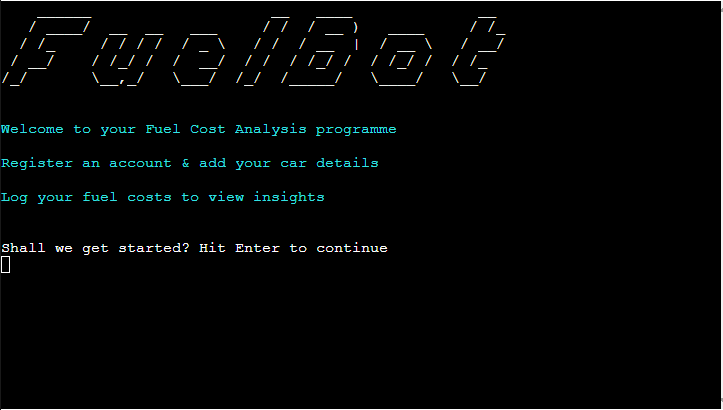 FuelBot
Welcome to your Fuel Cost Analysis programme
Register an account & add your car details
Log your fuel costs to view insights
Shall we get started? Hit Enter to continue